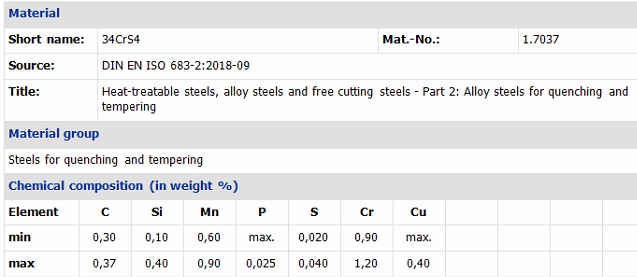 Material
Short name: 34CrS4 Mat.-No.: 1.7037
Source: DIN EN ISO 683-2:2018-09
Title: Heat-treatable steels, alloy steels and free cutting steels - Part 2: Alloy steels for quenching and
tempering
Material group
Steels for quenching and tempering
Chemical composition (in weight %)
Element C Si Mn P S Cr Cu
min 0,30 0,10 0,60 max. 0,020 0,90 max.
max 0,37 0,40 0,90 0,025 0,040 1,20 0,40